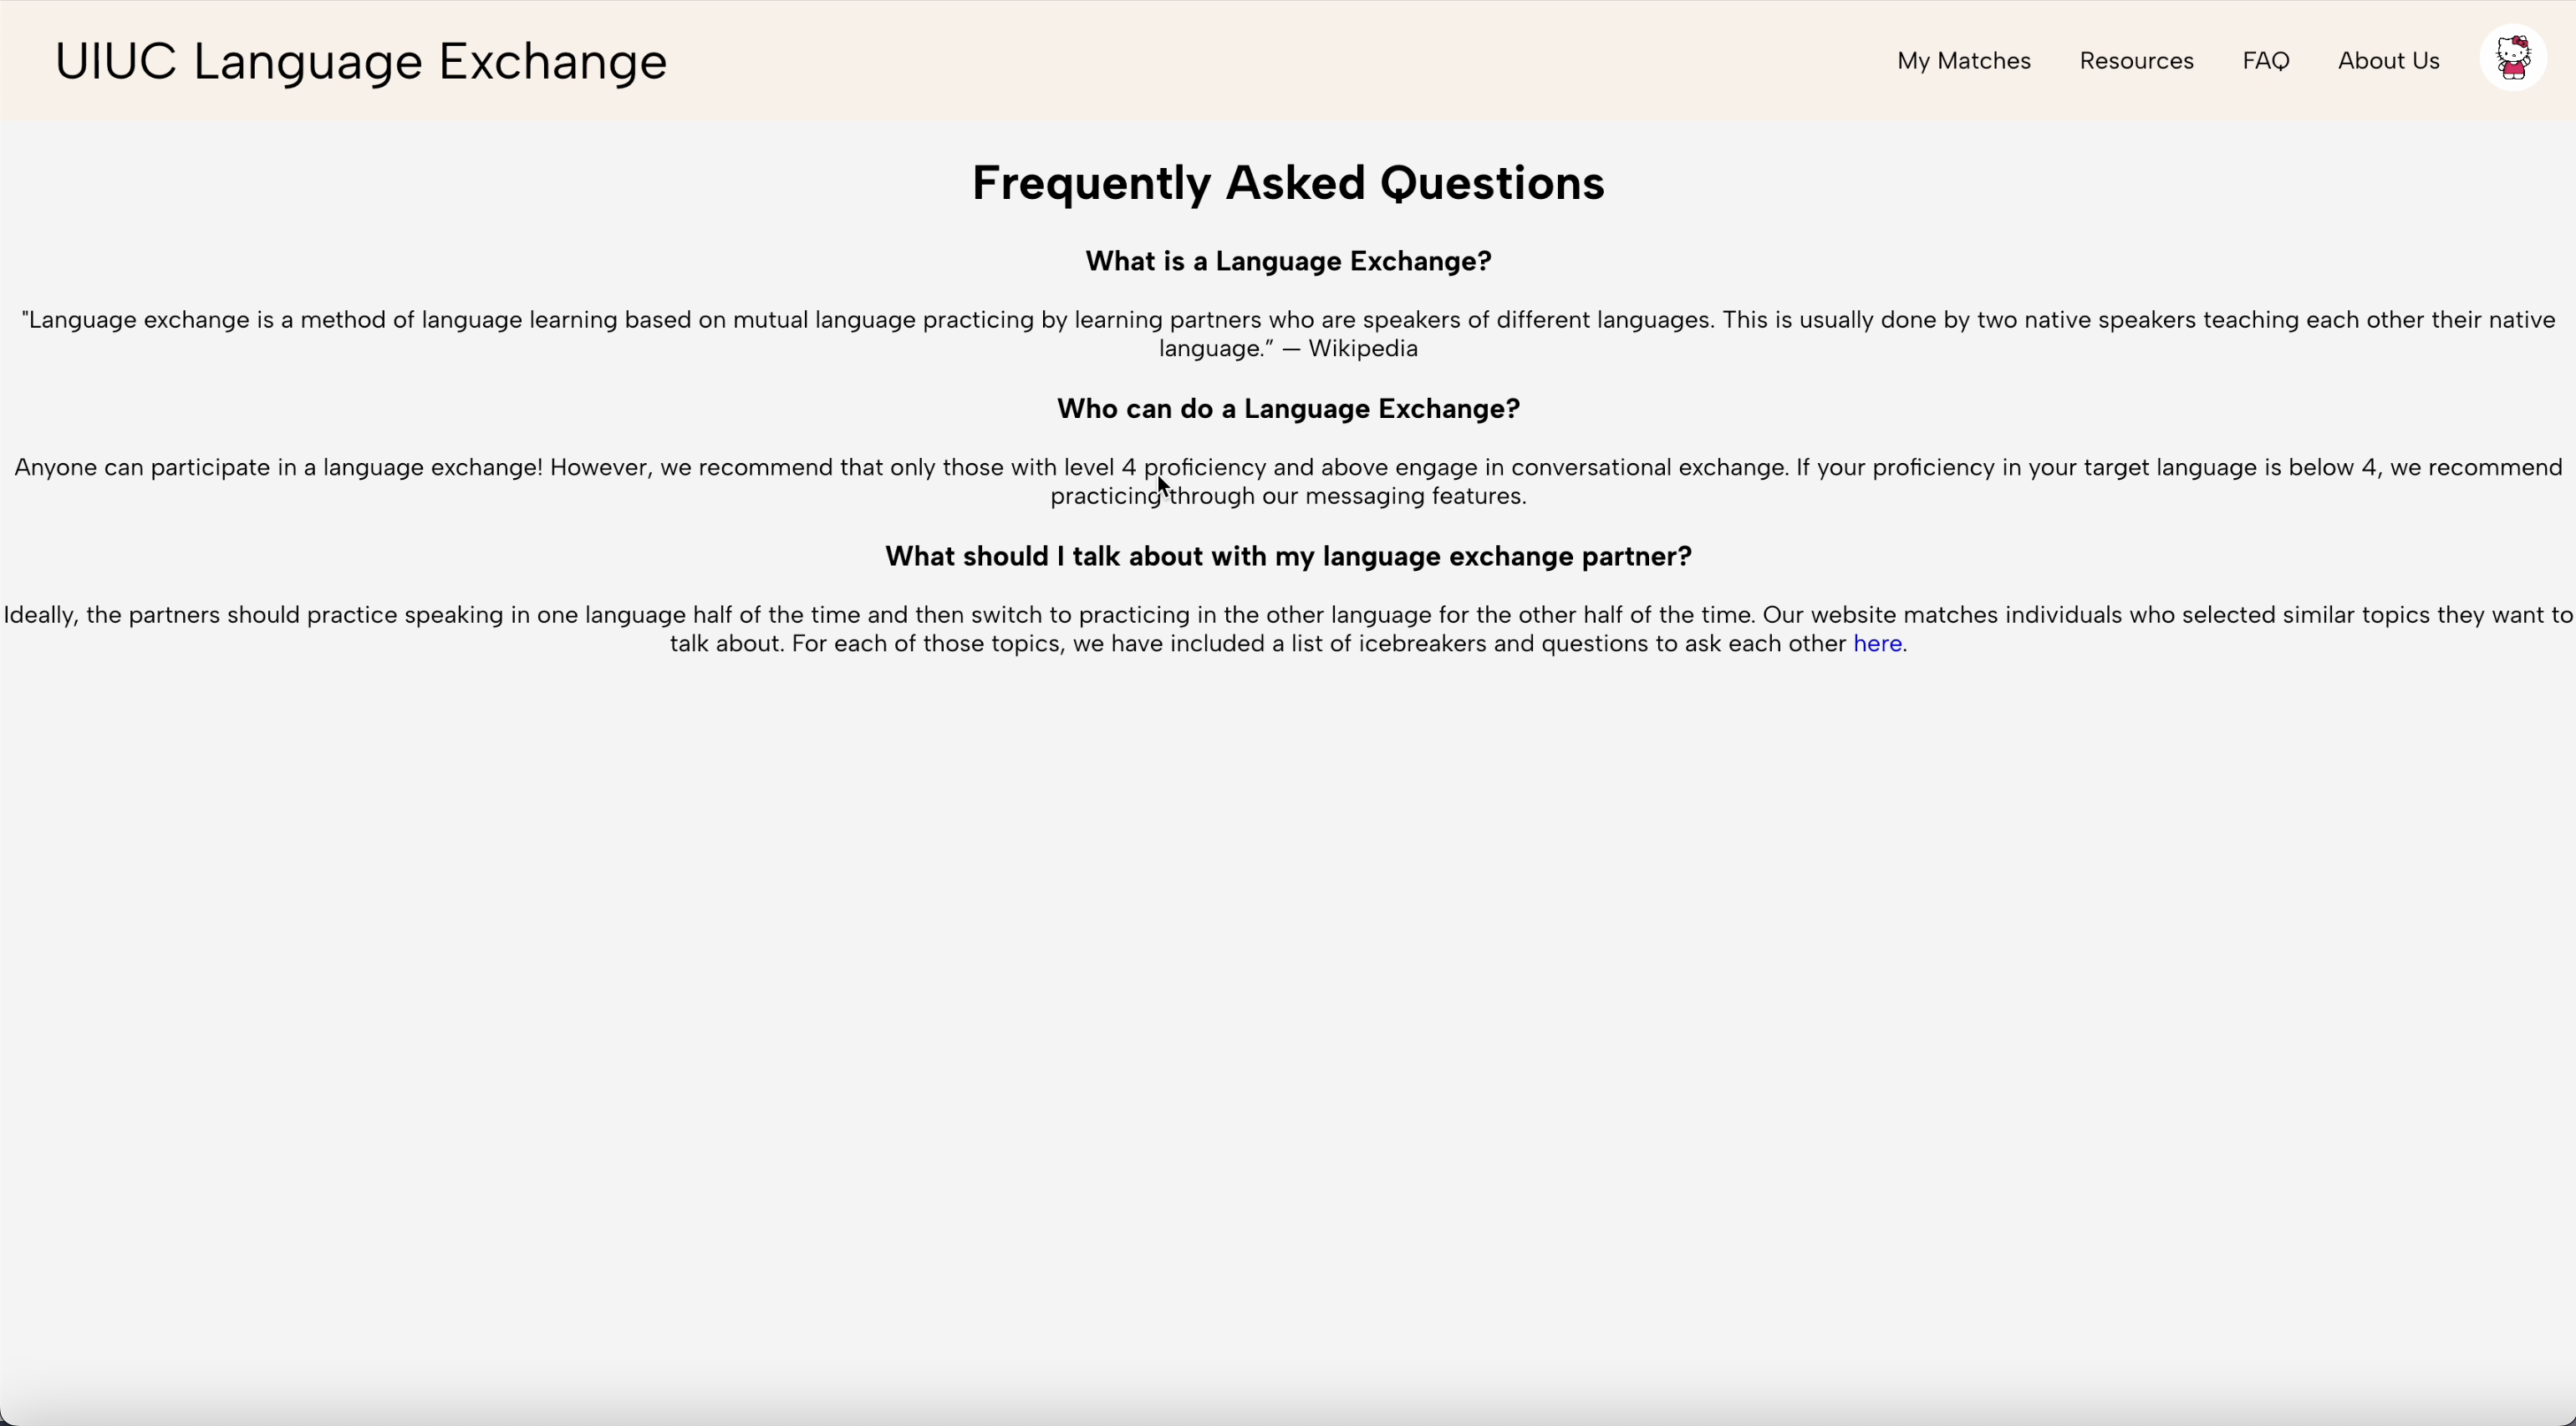 UIUC Language Exchange
My Matches
Resources
FAQ
About Us
Frequently Asked Questions
What is a Language Exchange?
"Language exchange is a method of language learning based on mutual language practicing by learning partners who are speakers of different languages. This is usually done by two native speakers teaching each other their native
language.” — Wikipedia
Who can do a Language Exchange?
Anyone can participate in a language exchange! However, we recommend that only those with level 4 proficiency and above engage in conversational exchange. If your proficiency in your target language is below 4, we recommend
practicing through our messaging features.
What should I talk about with my language exchange partner?
Ideally, the partners should practice speaking in one language half of the time and then switch to practicing in the other language for the other half of the time. Our website matches individuals who selected similar topics they want to
talk about. For each of those topics, we have included a list of icebreakers and questions to ask each other here.